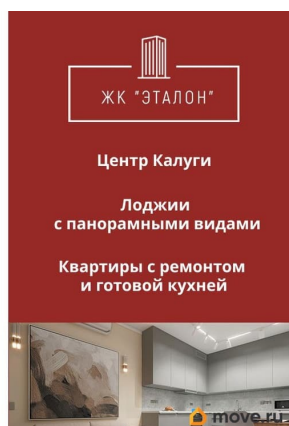 ЖК "ЭТАЛОН"
Центр Калуги
Лоджии
с панорамными видами
Квартиры с ремонтом
и готовой кухней
move.ru